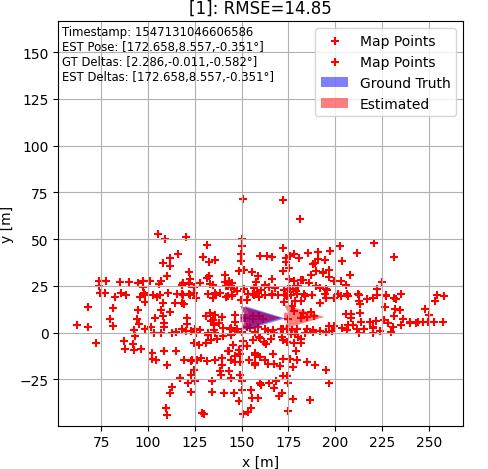 [1]: RMSE=14.85
Timestamp: 1547131046606586
EST Pose: [172.658,8.557,-0.351°]
GT Deltas: [2.286,-0.011,-0.582°]
EST Deltas: [172.658,8.557,-0.351°]
Map Points
Map Points
Ground Truth
Estimated
y [m]
150
125
100
75
50
25
0
−25
75
100
125
150
175
200
225
250
x [m]